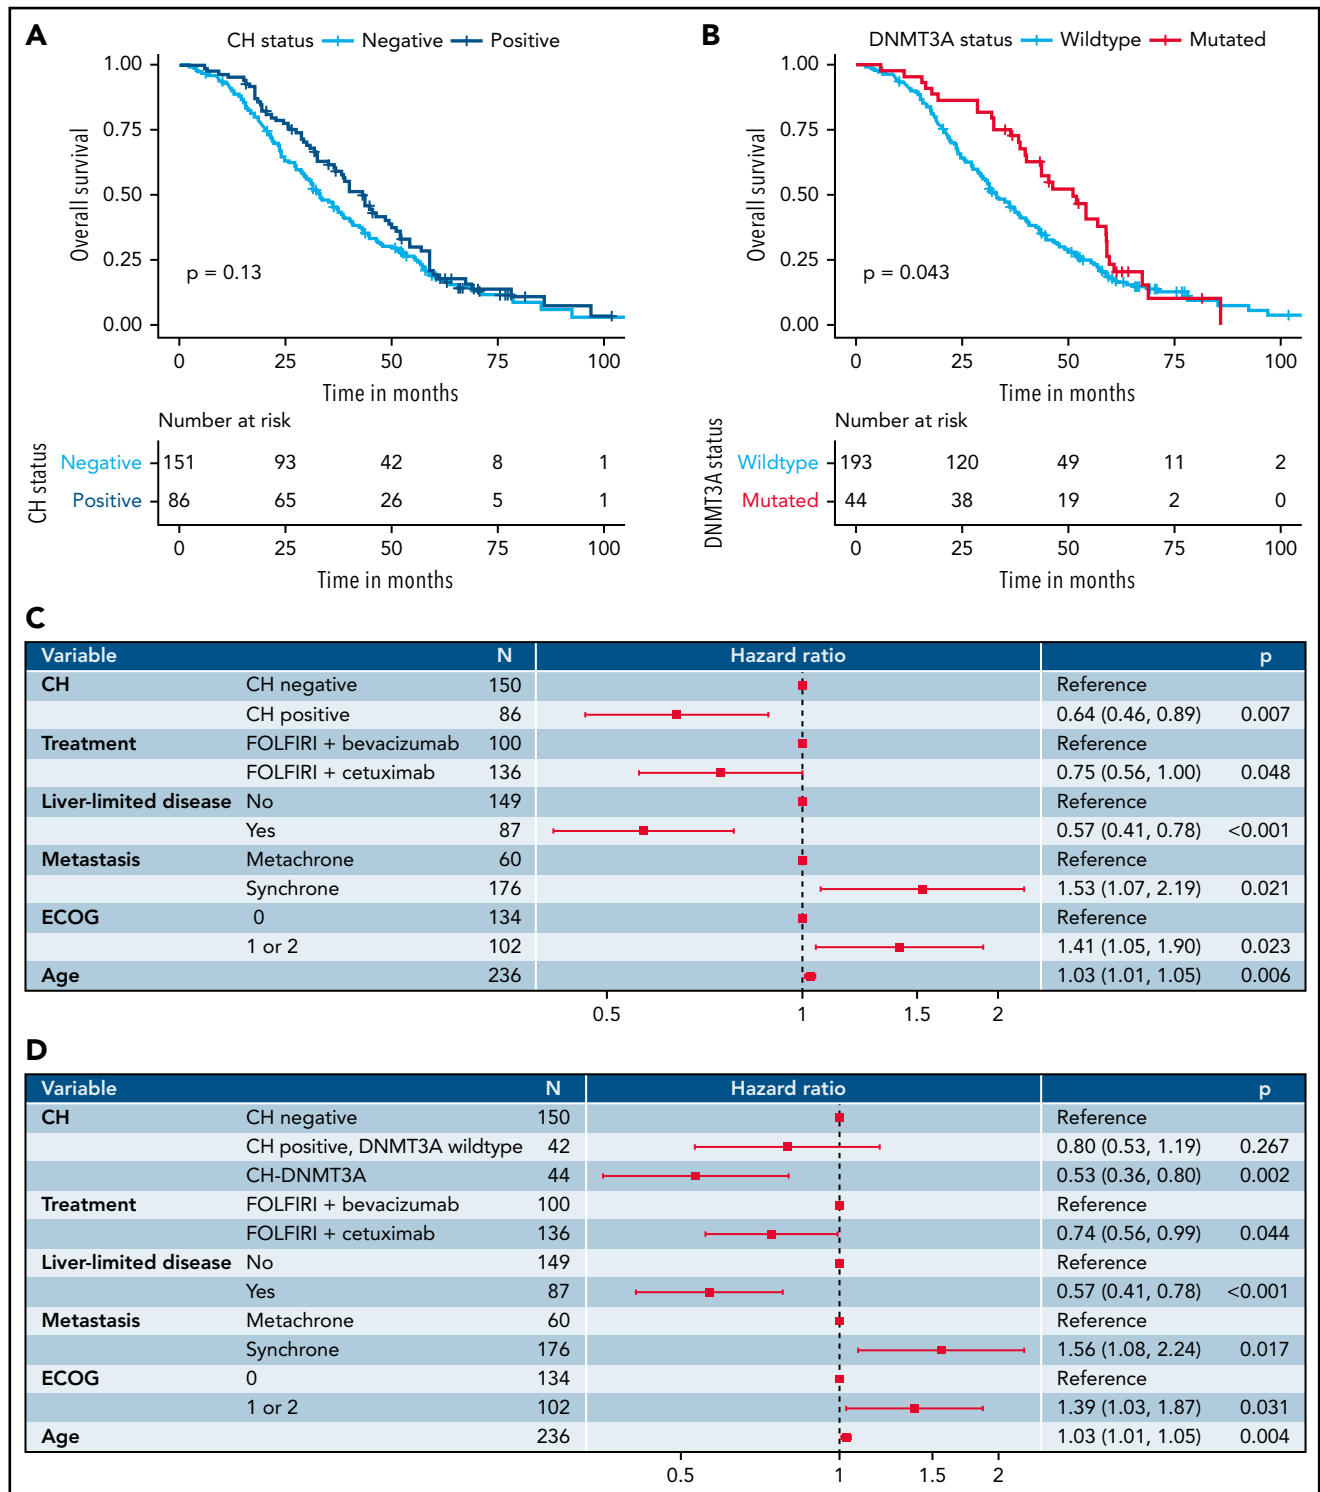 A
CH status Negative Positive
1.00
0.75
0.50
0.25
0.00
Overall survival
p = 0.13
0 25 50 75 100
Time in months
Number at risk
CH status
Negative 151 93 42 8 1
Positive 86 65 26 5 1
0 25 50 75 100
Time in months
B
DNMT3A status Wildtype Mutated
1.00
0.75
0.50
0.25
0.00
Overall survival
p = 0.043
0 25 50 75 100
Time in months
Number at risk
DNMT3A status
Wildtype 193 120 49 11 2
Mutated 44 38 19 2 0
0 25 50 75 100
Time in months
C
Variable N Hazard ratio p
CH CH negative 150 Reference
CH positive 86 0.64 (0.46, 0.89) 0.007
Treatment FOLFIRI + bevacizumab 100 Reference
FOLFIRI + cetuximab 136 0.75 (0.56, 1.00) 0.048
Liver-limited disease No 149 Reference
Yes 87 0.57 (0.41, 0.78) <0.001
Metastasis Metachrone 60 Reference
Synchrone 176 1.53 (1.07, 2.19) 0.021
ECOG 0 134 Reference
1 or 2 102 1.41 (1.05, 1.90) 0.023
Age 236 1.03 (1.01, 1.05) 0.006
0.5 1 1.5 2
D
Variable N Hazard ratio p
CH CH negative 150 Reference
CH positive, DNMT3A wildtype 42 0.80 (0.53, 1.19) 0.267
CH-DNMT3A 44 0.53 (0.36, 0.80) 0.002
Treatment FOLFIRI + bevacizumab 100 Reference
FOLFIRI + cetuximab 136 0.74 (0.56, 0.99) 0.044
Liver-limited disease No 149 Reference
Yes 87 0.57 (0.41, 0.78) <0.001
Metastasis Metachrone 60 Reference
Synchrone 176 1.56 (1.08, 2.24) 0.017
ECOG 0 134 Reference
1 or 2 102 1.39 (1.03, 1.87) 0.031
Age 236 1.03 (1.01, 1.05) 0.004
0.5 1 1.5 2